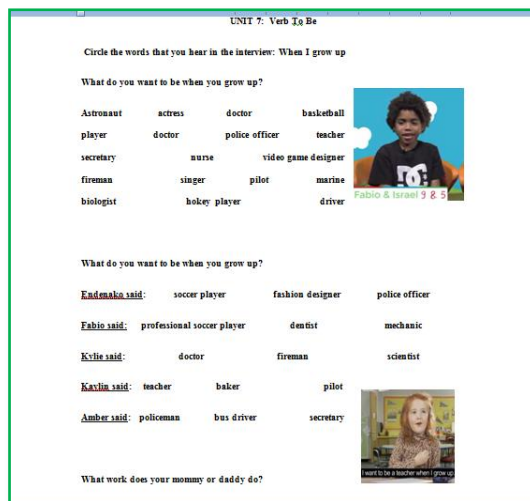 UNIT 7: Verb To Be
Circle the words that you hear in the interview: When I grow up
What do you want to be when you grow up?
Astronaut actress doctor basketball
player doctor police officer teacher
secretary nurse video game designer
fireman singer pilot marine
biologist hokey player driver
Fabio & Israel 9 & 5
What do you want to be when you grow up?
Endenako said: soccer player fashion designer police officer
Fabio said: professional soccer player dentist mechanic
Kylie said: doctor fireman scientist
Kaylin said: teacher baker pilot
Amber said: policeman bus driver secretary
I want to be a teacher when I grow up
What work does your mommy or daddy do?